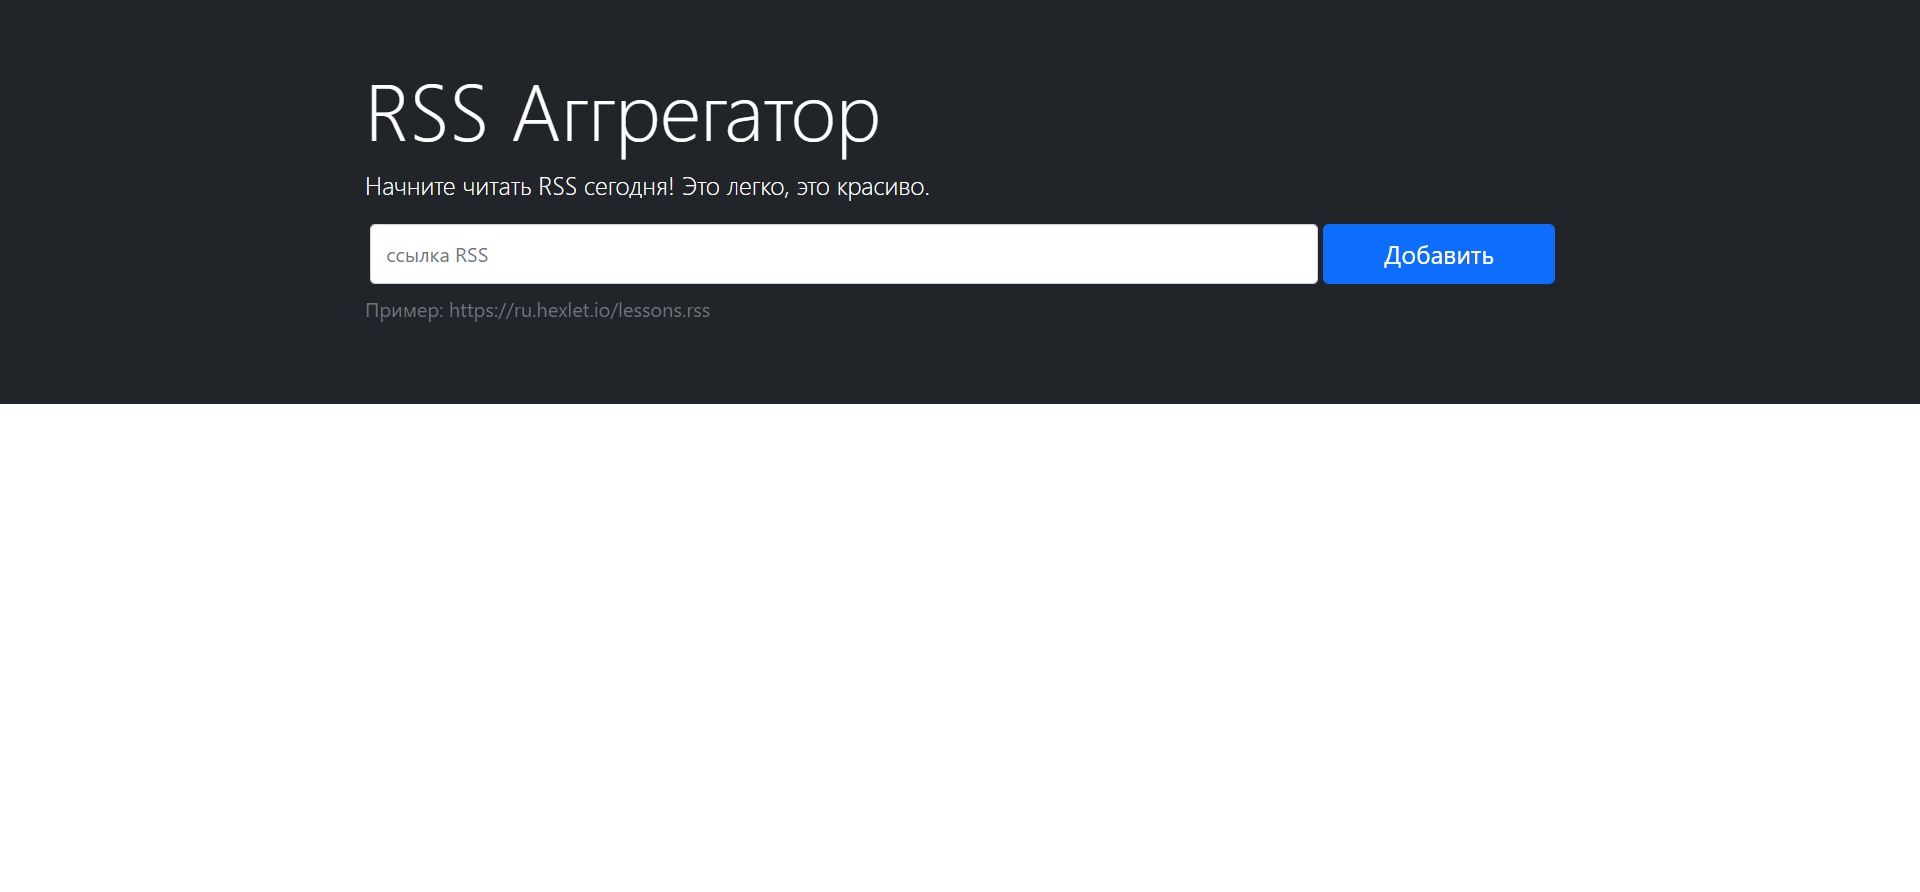 RSS Аггрегатор
Начните читать RSS сегодня! Это легко, это красиво.
ссылка RSS
Добавить
Пример: https://ru.hexlet.io/lessons.rss